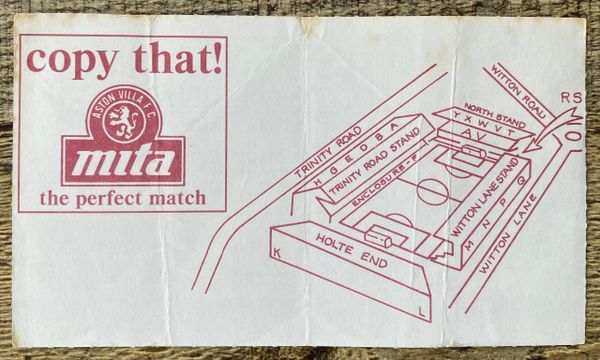 copy that!
ASTON VILLA F.C.
mita
the perfect match
WITTON ROAD
RS
O
NORTH STAND
Y X W V T
A V
TRINITY ROAD
H G E D B A
TRINITY ROAD STAND
ENCLOSURE-F
WITTON LANE STAND
M N P Q
WITTON LANE
HOLTE END
K
L